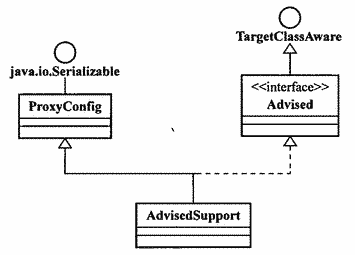 TargetClassAware
java.io.Serializable
ProxyConfig
<<interface>>
Advised
AdvisedSupport